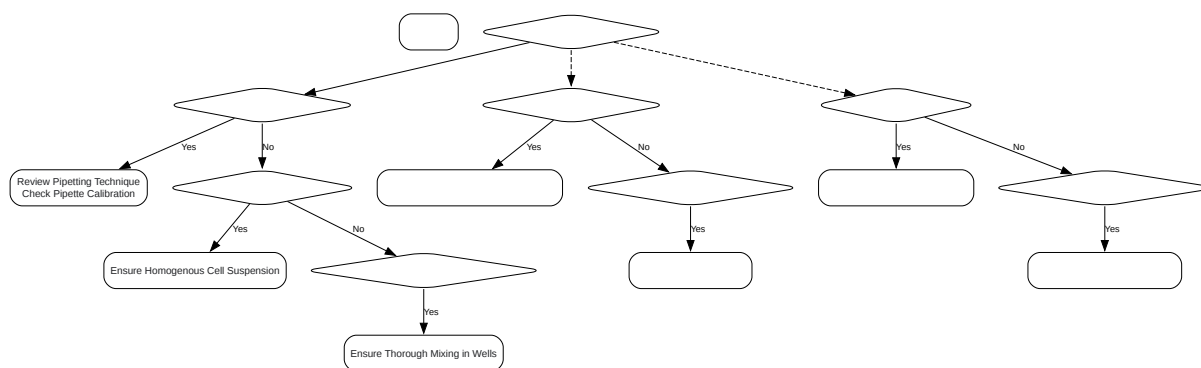 Yes
No
Yes
No
Yes
No
Review Pipetting Technique
Check Pipette Calibration
Yes
No
Yes
Yes
Ensure Homogenous Cell Suspension
Yes
Ensure Thorough Mixing in Wells